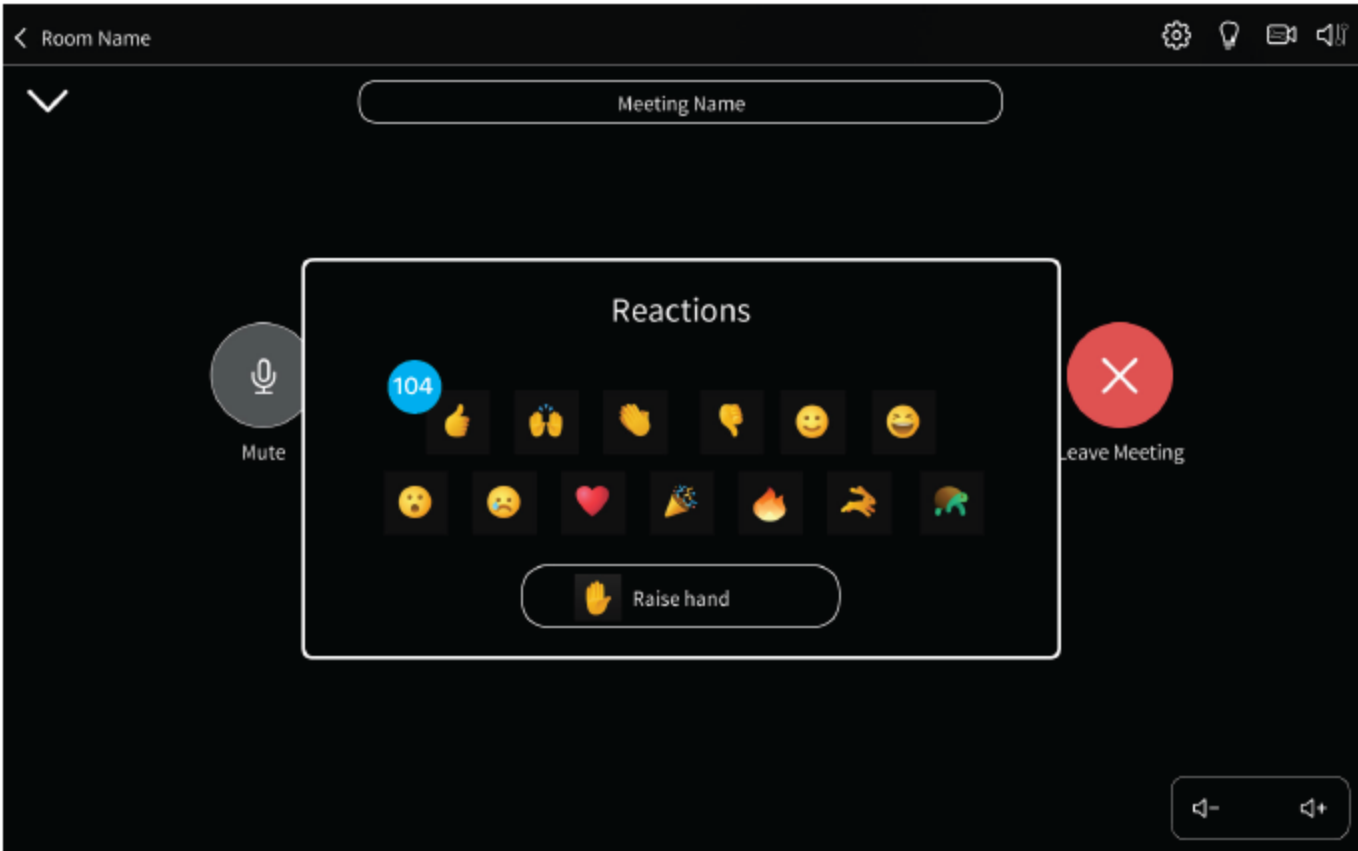 Room Name
Meeting Name
Reactions
104
Mute
Leave Meeting
Raise hand